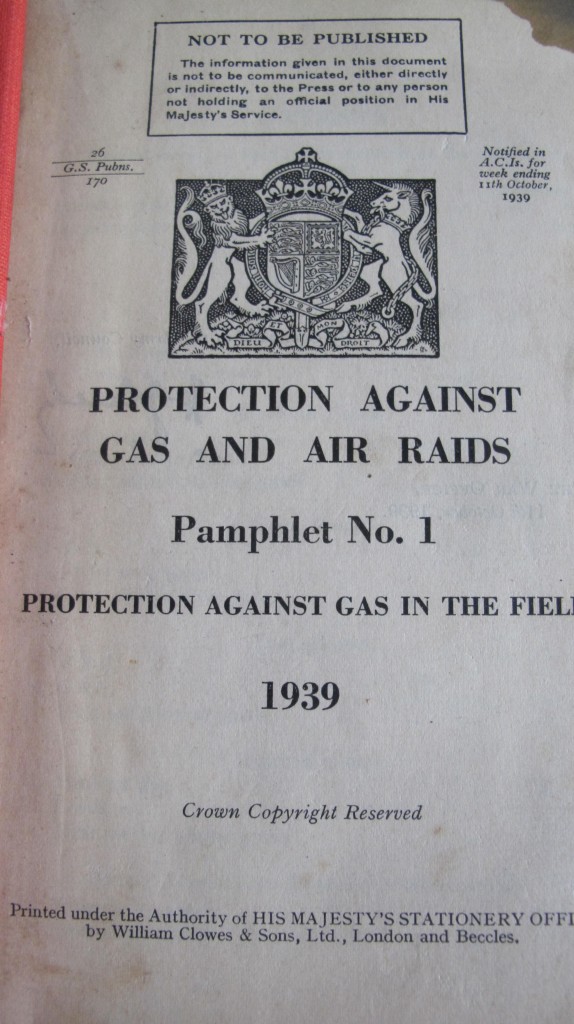 NOT TO BE PUBLISHED
The information given in this document
is not to be communicated, either directly
or indirectly, to the Press or to any person
not holding an official position in His
Majesty's Service.
26
G.S. Pubns.
170
Notified in
A.C.Is. for
week ending
11th October,
1939
DIEU ET MON DROIT
PROTECTION AGAINST
GAS AND AIR RAIDS
Pamphlet No. 1
PROTECTION AGAINST GAS IN THE FIEL
1939
Crown Copyright Reserved
Printed under the Authority of HIS MAJESTY'S STATIONERY OFFI
by William Clowes & Sons, Ltd., London and Beccles.